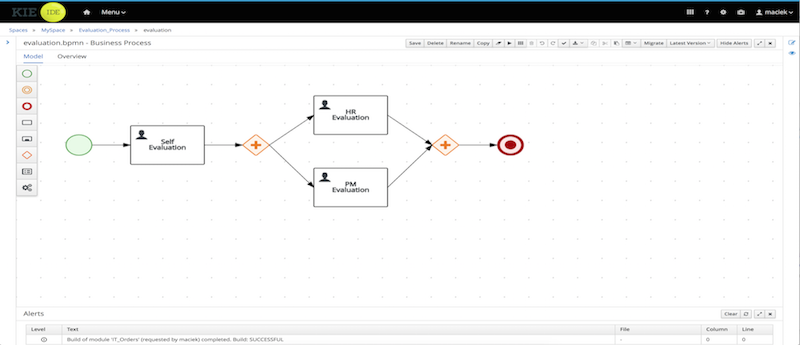 KIE IDE Menu ? maciek
Spaces » MySpace » Evaluation_Process » evaluation
evaluation.bpmn - Business Process Save Delete Rename Copy Migrate Latest Version Hide Alerts
Model Overview
HR
Evaluation
Self
Evaluation
PM
Evaluation
Alerts Clear
Level Text File Column Line
Build of module 'IT_Orders' (requested by maciek) completed. Build: SUCCESSFUL - 0 0